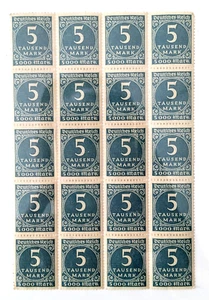 Deutsches Reich Deutsches Reich Deutsches Reich Deutsches Reich
5 5 5 5
TAUSEND TAUSEND TAUSEND TAUSEND
MARK MARK MARK MARK
5000 Mark 5000 Mark 5000 Mark 5000 Mark
Deutsches Reich Deutsches Reich Deutsches Reich Deutsches Reich
5 5 5 5
TAUSEND TAUSEND TAUSEND TAUSEND
MARK MARK MARK MARK
5000 Mark 5000 Mark 5000 Mark 5000 Mark
Deutsches Reich Deutsches Reich Deutsches Reich Deutsches Reich
5 5 5 5
TAUSEND TAUSEND TAUSEND TAUSEND
MARK MARK MARK MARK
5000 Mark 5000 Mark 5000 Mark 5000 Mark
Deutsches Reich Deutsches Reich Deutsches Reich Deutsches Reich
5 5 5 5
TAUSEND TAUSEND TAUSEND TAUSEND
MARK MARK MARK MARK
5000 Mark 5000 Mark 5000 Mark 5000 Mark
Deutsches Reich Deutsches Reich Deutsches Reich Deutsches Reich
5 5 5 5
TAUSEND TAUSEND TAUSEND TAUSEND
MARK MARK MARK MARK
5000 Mark 5000 Mark 5000 Mark 5000 Mark